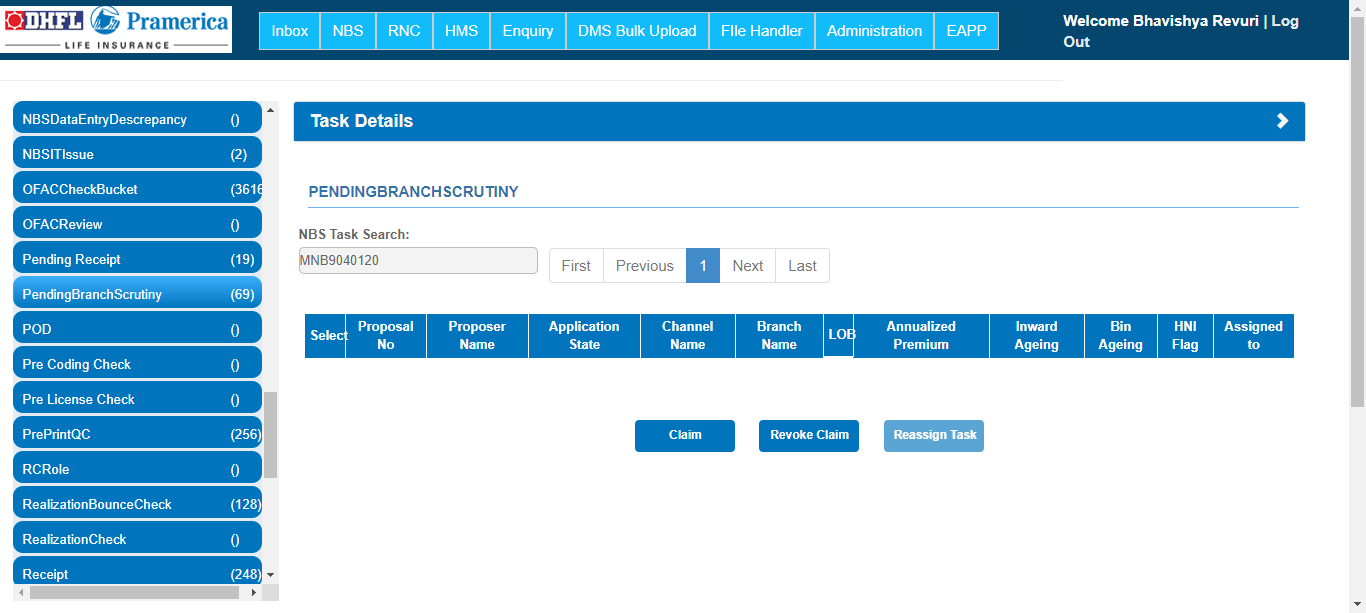 DHFL Pramerica
LIFE INSURANCE
Inbox NBS RNC HMS Enquiry DMS Bulk Upload FIle Handler Administration EAPP
Welcome Bhavishya Revuri | Log
Out
NBSDataEntryDescrepancy ()
NBSITIssue (2)
OFACCheckBucket (3616
OFACReview ()
Pending Receipt (19)
PendingBranchScrutiny (69)
POD ()
Pre Coding Check ()
Pre License Check ()
PrePrintQC (256)
RCRole ()
RealizationBounceCheck (128)
RealizationCheck ()
Receipt (248)
Task Details
PENDINGBRANCHSCRUTINY
NBS Task Search:
MNB9040120
First Previous 1 Next Last
Select Proposal No Proposer Name Application State Channel Name Branch Name LOB Annualized Premium Inward Ageing Bin Ageing HNI Flag Assigned to
Claim Revoke Claim Reassign Task